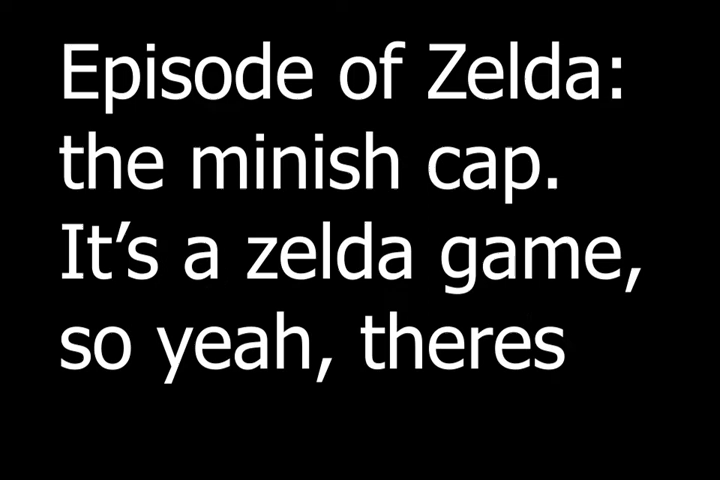 Episode of Zelda:
the minish cap.
It’s a zelda game,
so yeah, theres